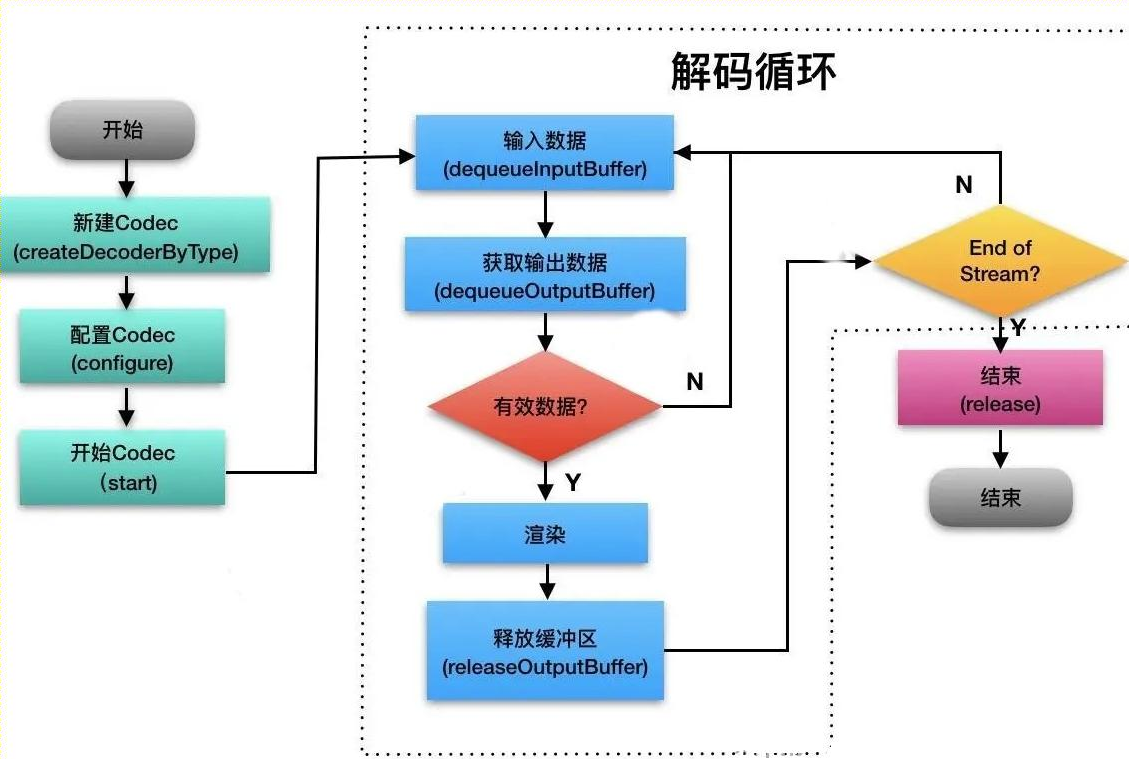 解码循环
开始
新建Codec
(createDecoderByType)
配置Codec
(configure)
开始Codec
(start)
输入数据
(dequeueInputBuffer)
获取输出数据
(dequeueOutputBuffer)
有效数据?
N
Y
渲染
释放缓冲区
(releaseOutputBuffer)
N
End of
Stream?
Y
结束
(release)
结束